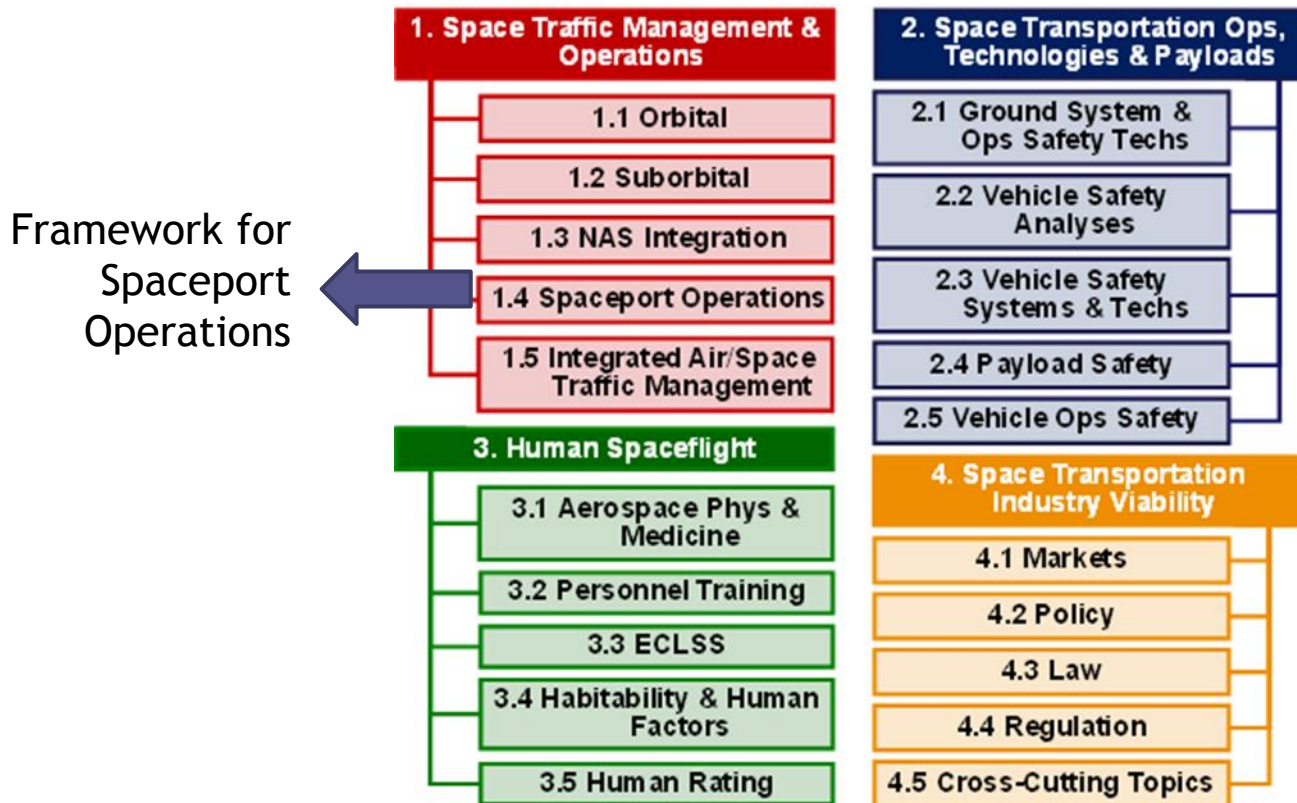 Framework for
Spaceport
Operations
1. Space Traffic Management &
Operations
1.1 Orbital
1.2 Suborbital
1.3 NAS Integration
1.4 Spaceport Operations
1.5 Integrated Air/Space
Traffic Management
2. Space Transportation Ops,
Technologies & Payloads
2.1 Ground System &
Ops Safety Techs
2.2 Vehicle Safety
Analyses
2.3 Vehicle Safety
Systems & Techs
2.4 Payload Safety
2.5 Vehicle Ops Safety
3. Human Spaceflight
3.1 Aerospace Phys &
Medicine
3.2 Personnel Training
3.3 ECLSS
3.4 Habitability & Human
Factors
3.5 Human Rating
4. Space Transportation
Industry Viability
4.1 Markets
4.2 Policy
4.3 Law
4.4 Regulation
4.5 Cross-Cutting Topics